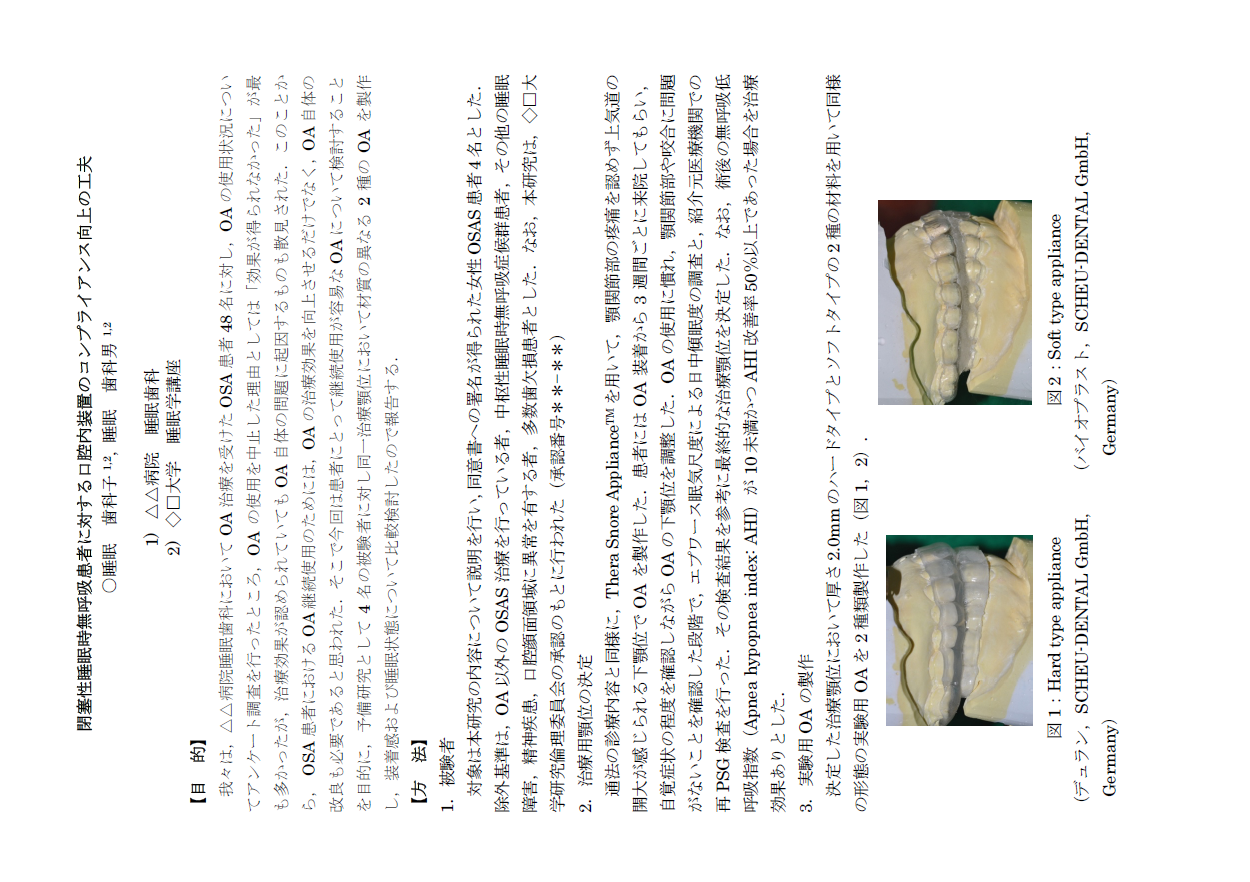 閉塞性睡眠時無呼吸患者に対する口腔内装置のコンプライアンス向上の工夫
○睡眠　歯科子 1,2, 睡眠　歯科男 1,2
1) △△病院　睡眠歯科
2) ◇□大学　睡眠学講座
【目　的】
我々は，△△病院睡眠歯科において OA 治療を受けた OSA 患者 48 名に対し，OA の使用状況につい
てアンケート調査を行ったところ，OA の使用を中止した理由としては「効果が得られなかった」が最
も多かったが，治療効果が認められていても OA 自体の問題に起因するものも散見された．このことか
ら，OSA 患者における OA 継続使用のためには，OA の治療効果を向上させるだけでなく，OA 自体の
改良も必要であると思われた．そこで今回は患者にとって継続使用が容易な OA について検討すること
を目的に，予備研究として 4 名の被験者に対し同一治療顎位において材質の異なる 2 種の OA を製作
し，装着感および睡眠状態について比較検討したので報告する．
【方　法】
1. 被験者
対象は本研究の内容について説明を行い，同意書への署名が得られた女性 OSAS 患者 4 名とした．
除外基準は，OA 以外の OSAS 治療を行っている者，中枢性睡眠時無呼吸症候群患者，その他の睡眠
障害，精神疾患，口腔顔面領域に異常を有する者，多数歯欠損患者とした．なお，本研究は，◇□大
学研究倫理委員会の承認のもとに行われた（承認番号＊＊-＊＊）
2. 治療用顎位の決定
通法の診療内容と同様に，Thera Snore Appliance™ を用いて，顎関節部の疼痛を認めず上気道の
開大が感じられる下顎位で OA を製作した．患者には OA 装着から 3 週間ごとに来院してもらい，
自覚症状の程度を確認しながら OA の下顎位を調整した．OA の使用に慣れ，顎関節部や咬合に問題
がないことを確認した段階で，エプワース眠気尺度による日中傾眠度の調査と，紹介元医療機関での
再 PSG 検査を行った．その検査結果を参考に最終的な治療顎位を決定した．なお，術後の無呼吸低
呼吸指数（Apnea hypopnea index: AHI）が 10 未満かつ AHI 改善率 50%以上であった場合を治療
効果ありとした．
3. 実験用 OA の製作
決定した治療顎位において厚さ 2.0mm のハードタイプとソフトタイプの 2 種の材料を用いて同様
の形態の実験用 OA を 2 種類製作した（図 1，2）．
図 1：Hard type appliance
（デュラン，SCHEU-DENTAL GmbH,
Germany）
図 2：Soft type appliance
（バイオプラスト，SCHEU-DENTAL GmbH,
Germany）